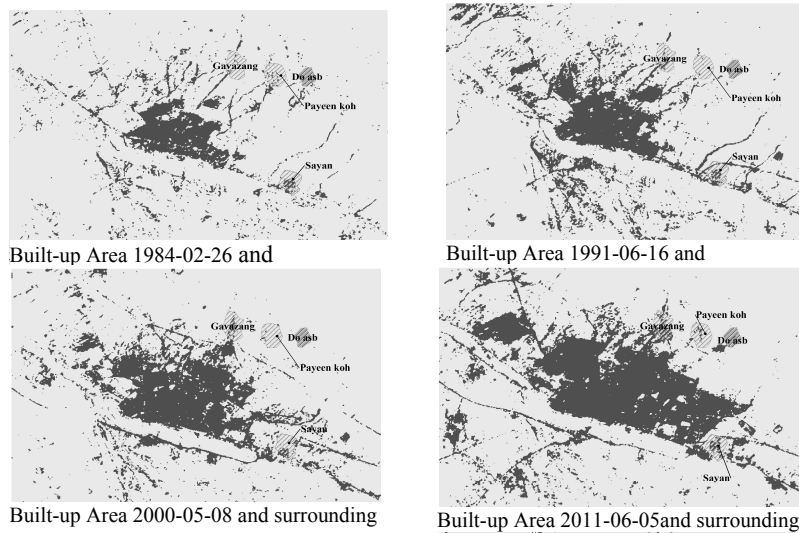 Gavazang
Do asb
Payeen koh
Sayan
Built-up Area 1984-02-26 and
Gavazang
Do asb
Payeen koh
Sayan
Built-up Area 1991-06-16 and
Gavazang
Do asb
Payeen koh
Sayan
Built-up Area 2000-05-08 and surrounding
Payeen koh
Gavazang
Do asb
Sayan
Built-up Area 2011-06-05and surrounding